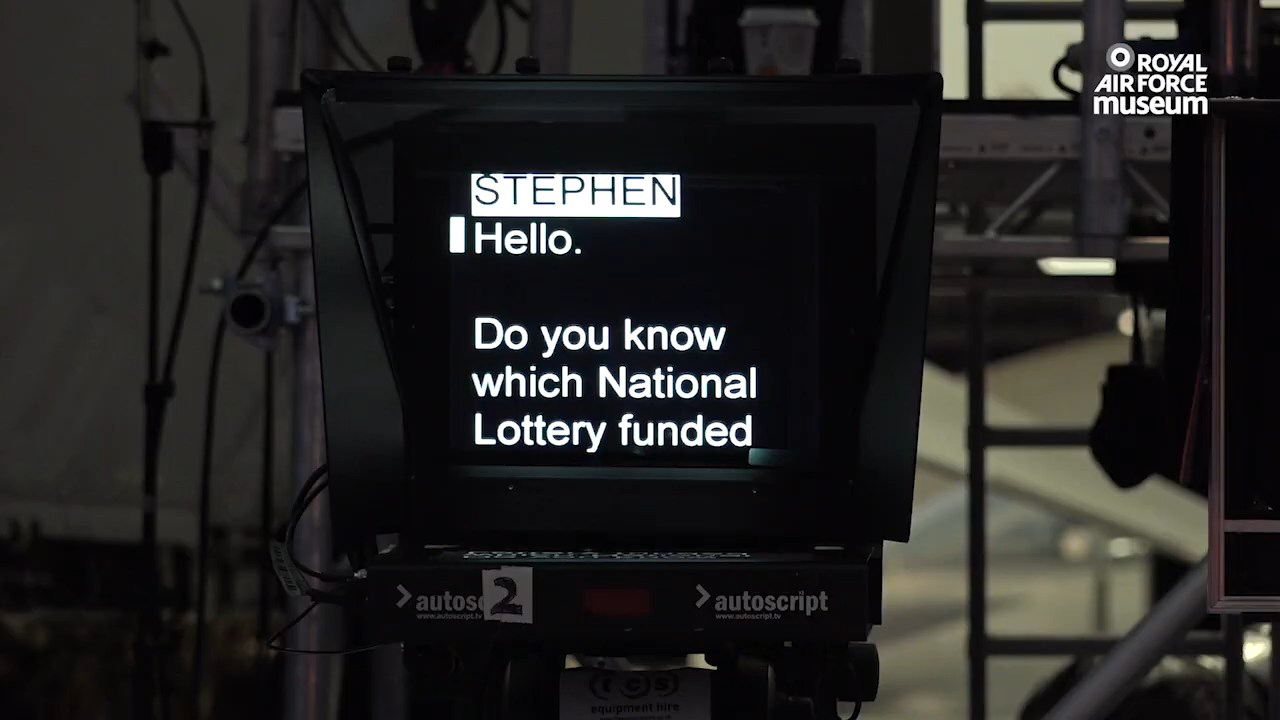 ROYAL
AIR FORCE
museum
STEPHEN
Hello.
Do you know
which National
Lottery funded
2
autoscript
www.autoscript.tv
www.autoscript.tv
equipment hire